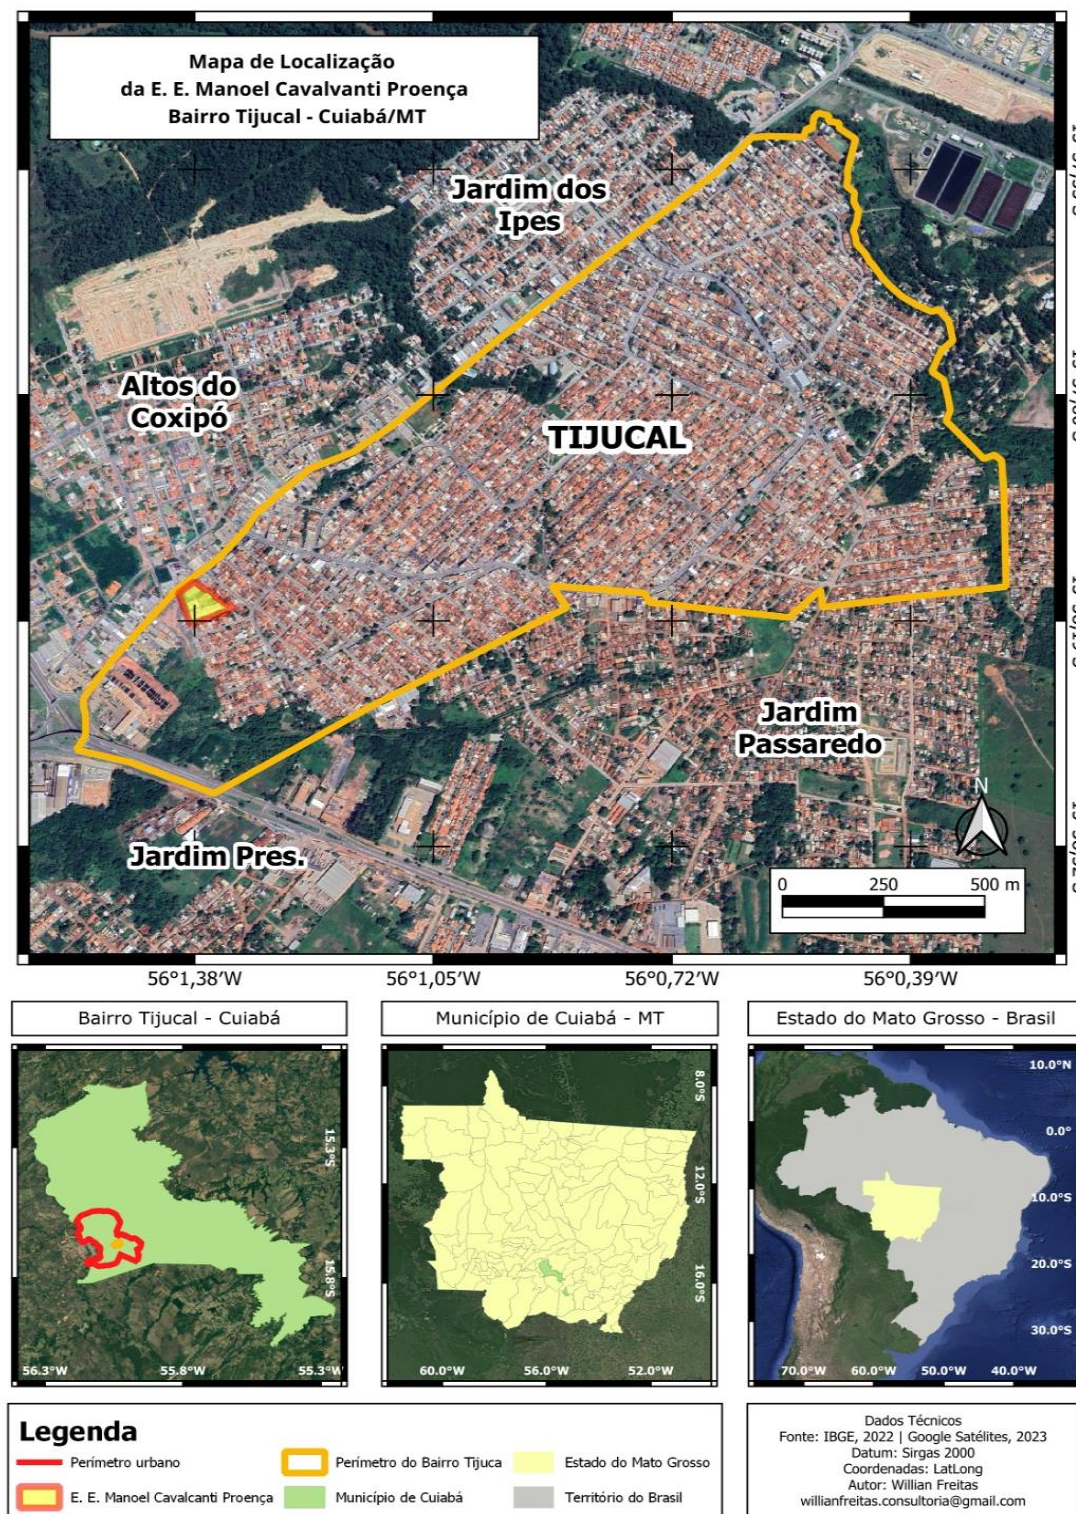 Mapa de Localização
da E. E. Manoel Cavalvanti Proença
Bairro Tijucal - Cuiabá/MT
Jardim dos
Ipes
Altos do
Coxipó
TIJUCAL
Jardim
Passaredo
Jardim Pres.
N
0 250 500 m
56°1,38′W 56°1,05′W 56°0,72′W 56°0,39′W
Bairro Tijucal - Cuiabá
Município de Cuiabá - MT
Estado do Mato Grosso - Brasil
15.3°S
15.8°S
56.3°W 55.8°W 55.3°W
8.0°S
12.0°S
16.0°S
60.0°W 56.0°W 52.0°W
10.0°N
0.0°
10.0°S
20.0°S
30.0°S
70.0°W 60.0°W 50.0°W 40.0°W
Legenda
Perímetro urbano
Perímetro do Bairro Tijuca
Estado do Mato Grosso
E. E. Manoel Cavalcanti Proença
Município de Cuiabá
Território do Brasil
Dados Técnicos
Fonte: IBGE, 2022 | Google Satélites, 2023
Datum: Sirgas 2000
Coordenadas: LatLong
Autor: Willian Freitas
willianfreitas.consultoria@gmail.com